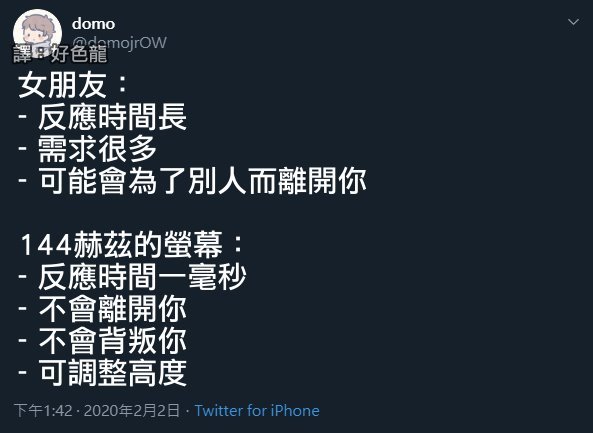 domo
@domojrOW
譯：好色龍
女朋友：
- 反應時間長
- 需求很多
- 可能會為了別人而離開你
144赫茲的螢幕：
- 反應時間一毫秒
- 不會離開你
- 不會背叛你
- 可調整高度
下午1:42 · 2020年2月2日 · Twitter for iPhone